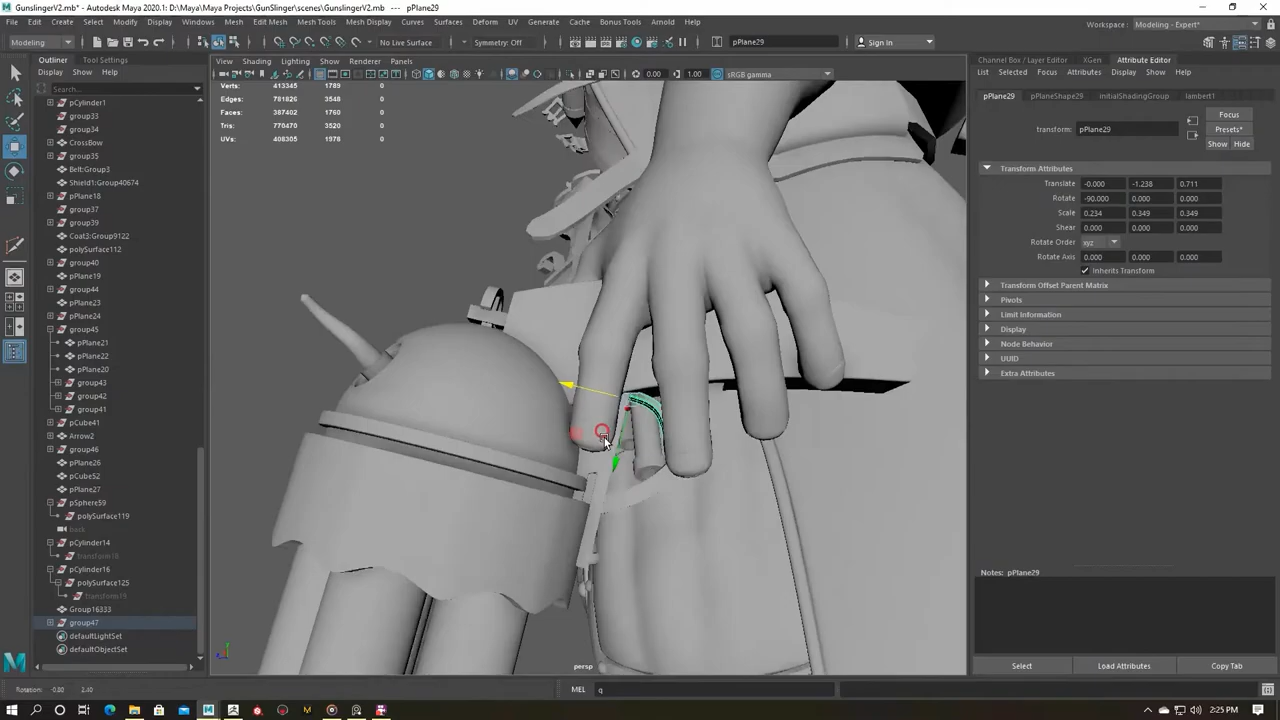 GunslingerV2.mb* - Autodesk Maya 2020.1: D:\Maya\Maya Projects\GunSlinger\scenes\GunslingerV2.mb* --- pPlane29
File Edit Create Select Modify Display Windows Mesh Edit Mesh Mesh Tools Mesh Display Curves Surfaces Deform UV Generate Cache Bonus Tools Arnold Help
Workspace : Modeling - Expert*
Modeling No Live Surface Symmetry: Off pPlane29 Sign In
Outliner Tool Settings
Display Show Help
Search...
pCylinder1
group33
group34
CrossBow
group35
Belt:Group3
Shield1:Group40674
pPlane18
group37
group39
Coat3:Group9122
polySurface112
group40
pPlane19
group44
pPlane23
pPlane24
group45
pPlane21
pPlane22
pPlane20
group43
group42
group41
pCube41
Arrow2
group46
pPlane26
pCube52
pPlane27
pSphere59
polySurface119
back
pCylinder14
transform18
pCylinder16
polySurface125
transform19
Group16333
group47
defaultLightSet
defaultObjectSet
View Shading Lighting Show Renderer Panels
0.00 1.00 sRGB gamma
Verts: 413345 1789 0
Edges: 781826 3548 0
Faces: 387402 1760 0
Tris: 770470 3520 0
UVs: 408305 1978 0
persp
Channel Box / Layer Editor XGen Attribute Editor
List Selected Focus Attributes Display Show Help
pPlane29 pPlaneShape29 initialShadingGroup lambert1
Focus
transform: pPlane29 Presets*
Show Hide
Transform Attributes
Translate -0.000 -1.238 0.711
Rotate -90.000 0.000 0.000
Scale 0.234 0.349 0.349
Shear 0.000 0.000 0.000
Rotate Order xyz
Rotate Axis 0.000 0.000 0.000
Inherits Transform
Transform Offset Parent Matrix
Pivots
Limit Information
Display
Node Behavior
UUID
Extra Attributes
Notes: pPlane29
Select Load Attributes Copy Tab
Rotation: -0.80 2.40
MEL q
2:25 PM